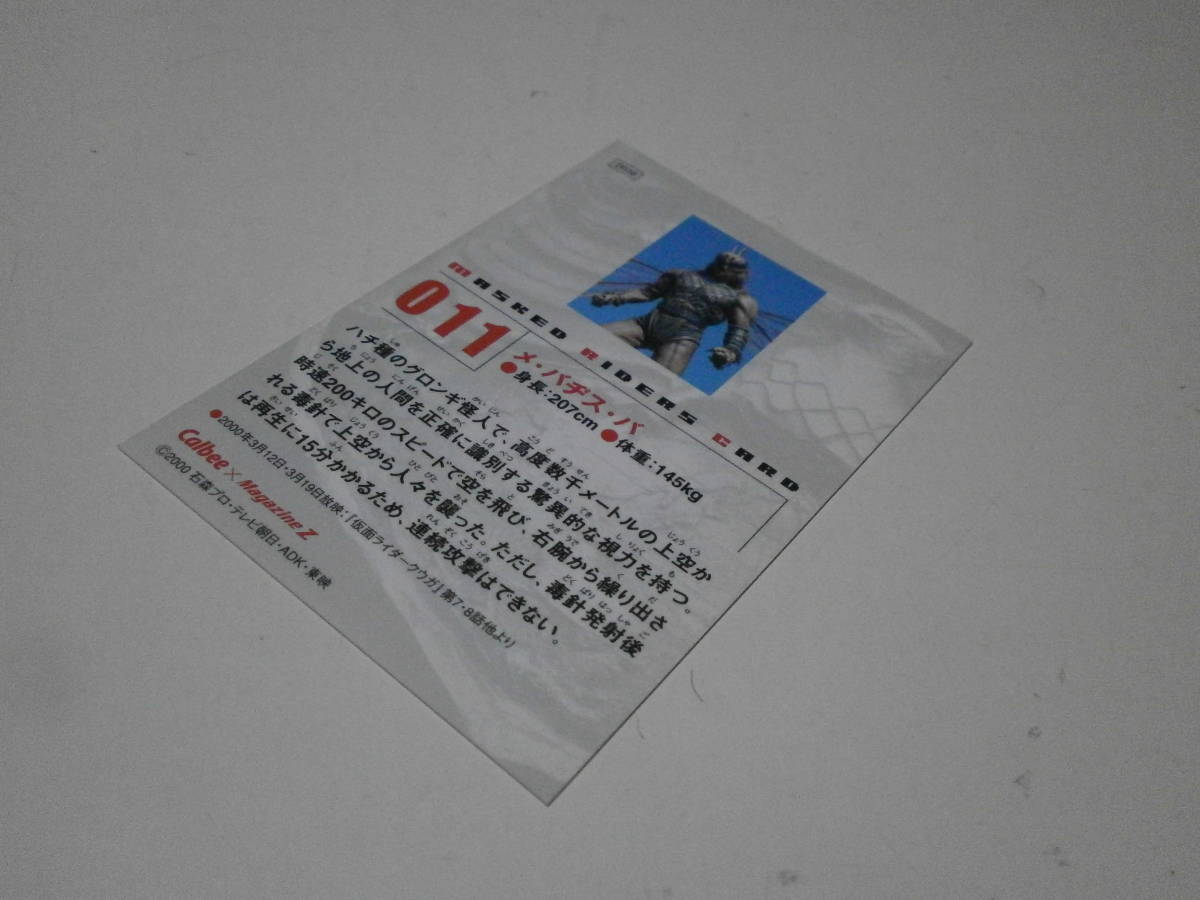 MASKED RIDERS CARD
011
メ・バヂス・バ
●身長：207cm ●体重：145kg
ハチ種のグロンギ怪人で、高度数千メートルの上空か
ら地上の人間を正確に識別する驚異的な視力を持つ。
時速200キロのスピードで空を飛び、右腕から繰り出さ
れる毒針で上空から人々を襲った。ただし、毒針発射後
は再生に15分かかるため、連続攻撃はできない。
●2000年3月12日・3月19日放映：『仮面ライダークウガ』第7・8話他より
Calbee × Magazine Z
©2000 石森プロ・テレビ朝日・ADK・東映